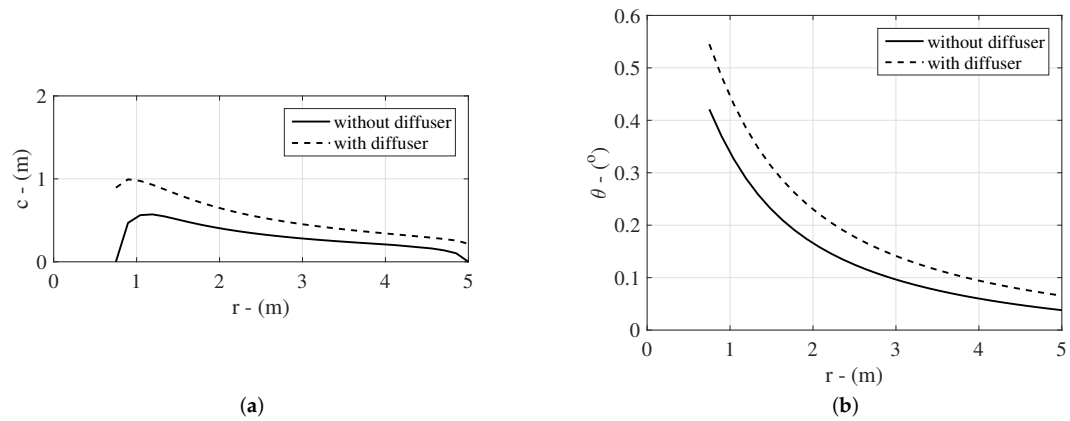 2
1
0
c - (m)
without diffuser
with diffuser
0 1 2 3 4 5
r - (m)
(a)
0.6
0.5
0.4
0.3
0.2
0.1
0
θ - (o)
without diffuser
with diffuser
0 1 2 3 4 5
r - (m)
(b)